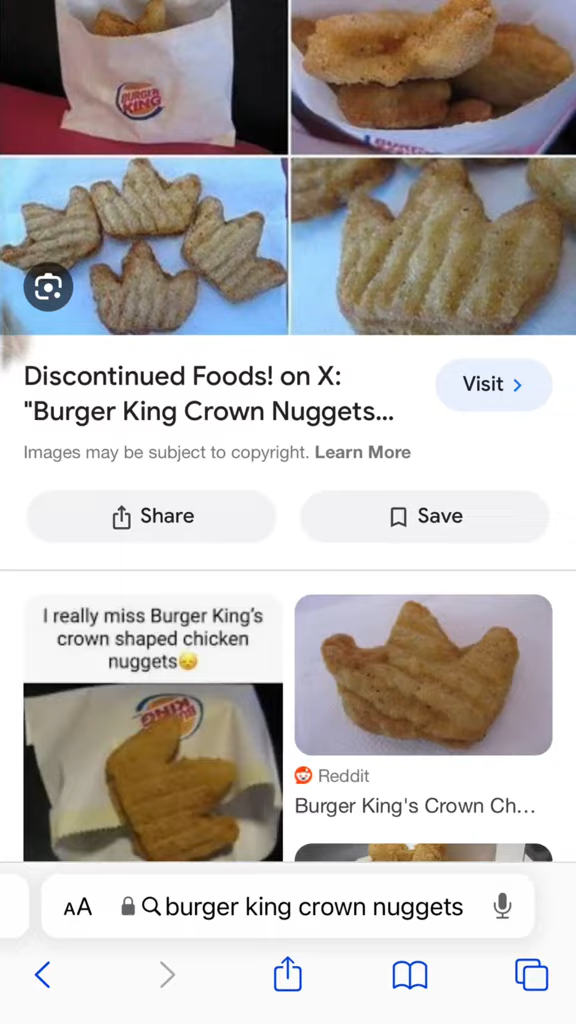 BURGER
KING
Discontinued Foods! on X:
"Burger King Crown Nuggets...
Visit
Images may be subject to copyright. Learn More
Share
Save
I really miss Burger King's
crown shaped chicken
nuggets😔
BURGER
KING
Reddit
Burger King's Crown Ch...
AA
burger king crown nuggets